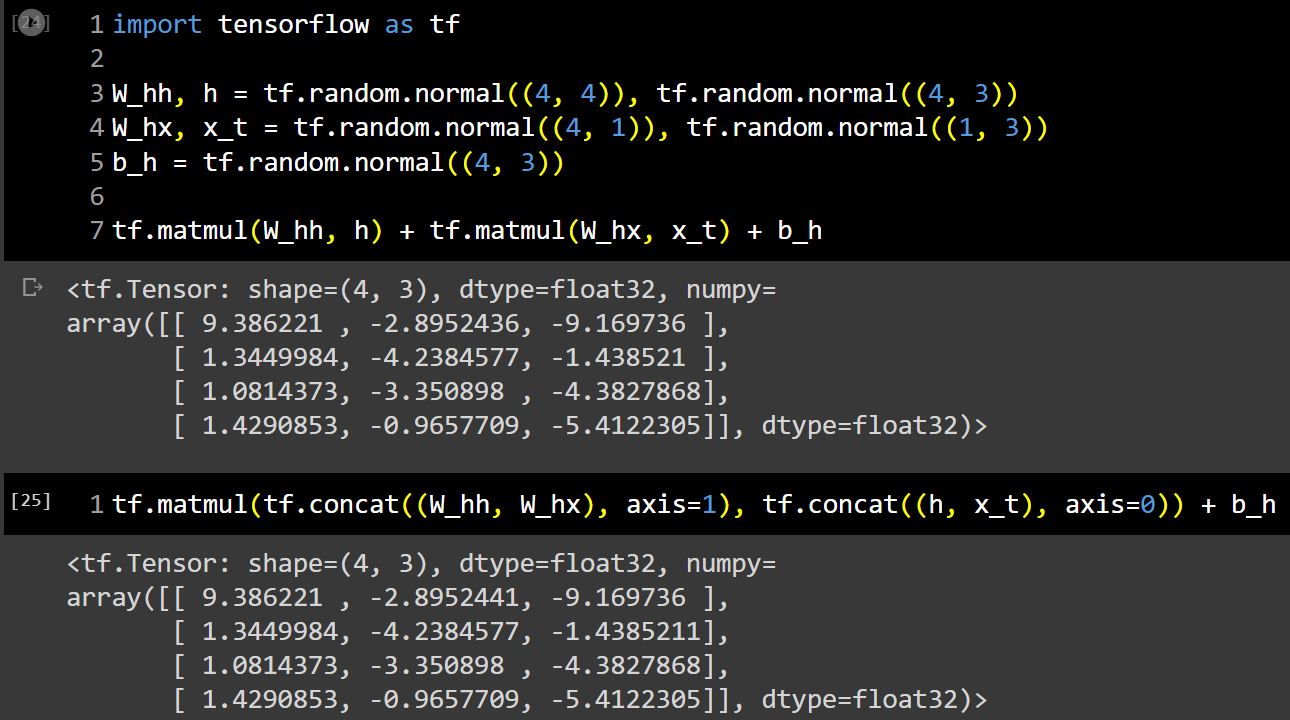 [24] 1 import tensorflow as tf
2
3 W_hh, h = tf.random.normal((4, 4)), tf.random.normal((4, 3))
4 W_hx, x_t = tf.random.normal((4, 1)), tf.random.normal((1, 3))
5 b_h = tf.random.normal((4, 3))
6
7 tf.matmul(W_hh, h) + tf.matmul(W_hx, x_t) + b_h
<tf.Tensor: shape=(4, 3), dtype=float32, numpy=
array([[ 9.386221 , -2.8952436, -9.169736 ],
       [ 1.3449984, -4.2384577, -1.438521 ],
       [ 1.0814373, -3.350898 , -4.3827868],
       [ 1.4290853, -0.9657709, -5.4122305]], dtype=float32)>
[25] 1 tf.matmul(tf.concat((W_hh, W_hx), axis=1), tf.concat((h, x_t), axis=0)) + b_h
<tf.Tensor: shape=(4, 3), dtype=float32, numpy=
array([[ 9.386221 , -2.8952441, -9.169736 ],
       [ 1.3449984, -4.2384577, -1.4385211],
       [ 1.0814373, -3.350898 , -4.3827868],
       [ 1.4290853, -0.9657709, -5.4122305]], dtype=float32)>